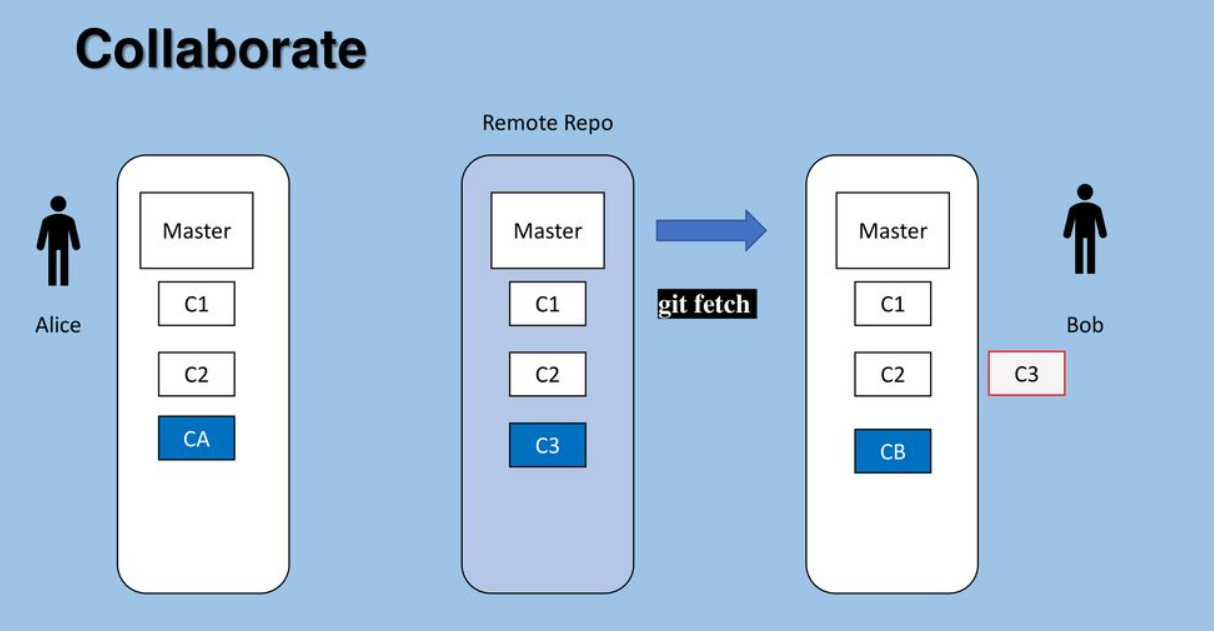 Collaborate
Remote Repo
Master
Master
Master
C1
C1
git fetch
C1
Alice
Bob
C2
C2
C2
C3
CA
C3
CB